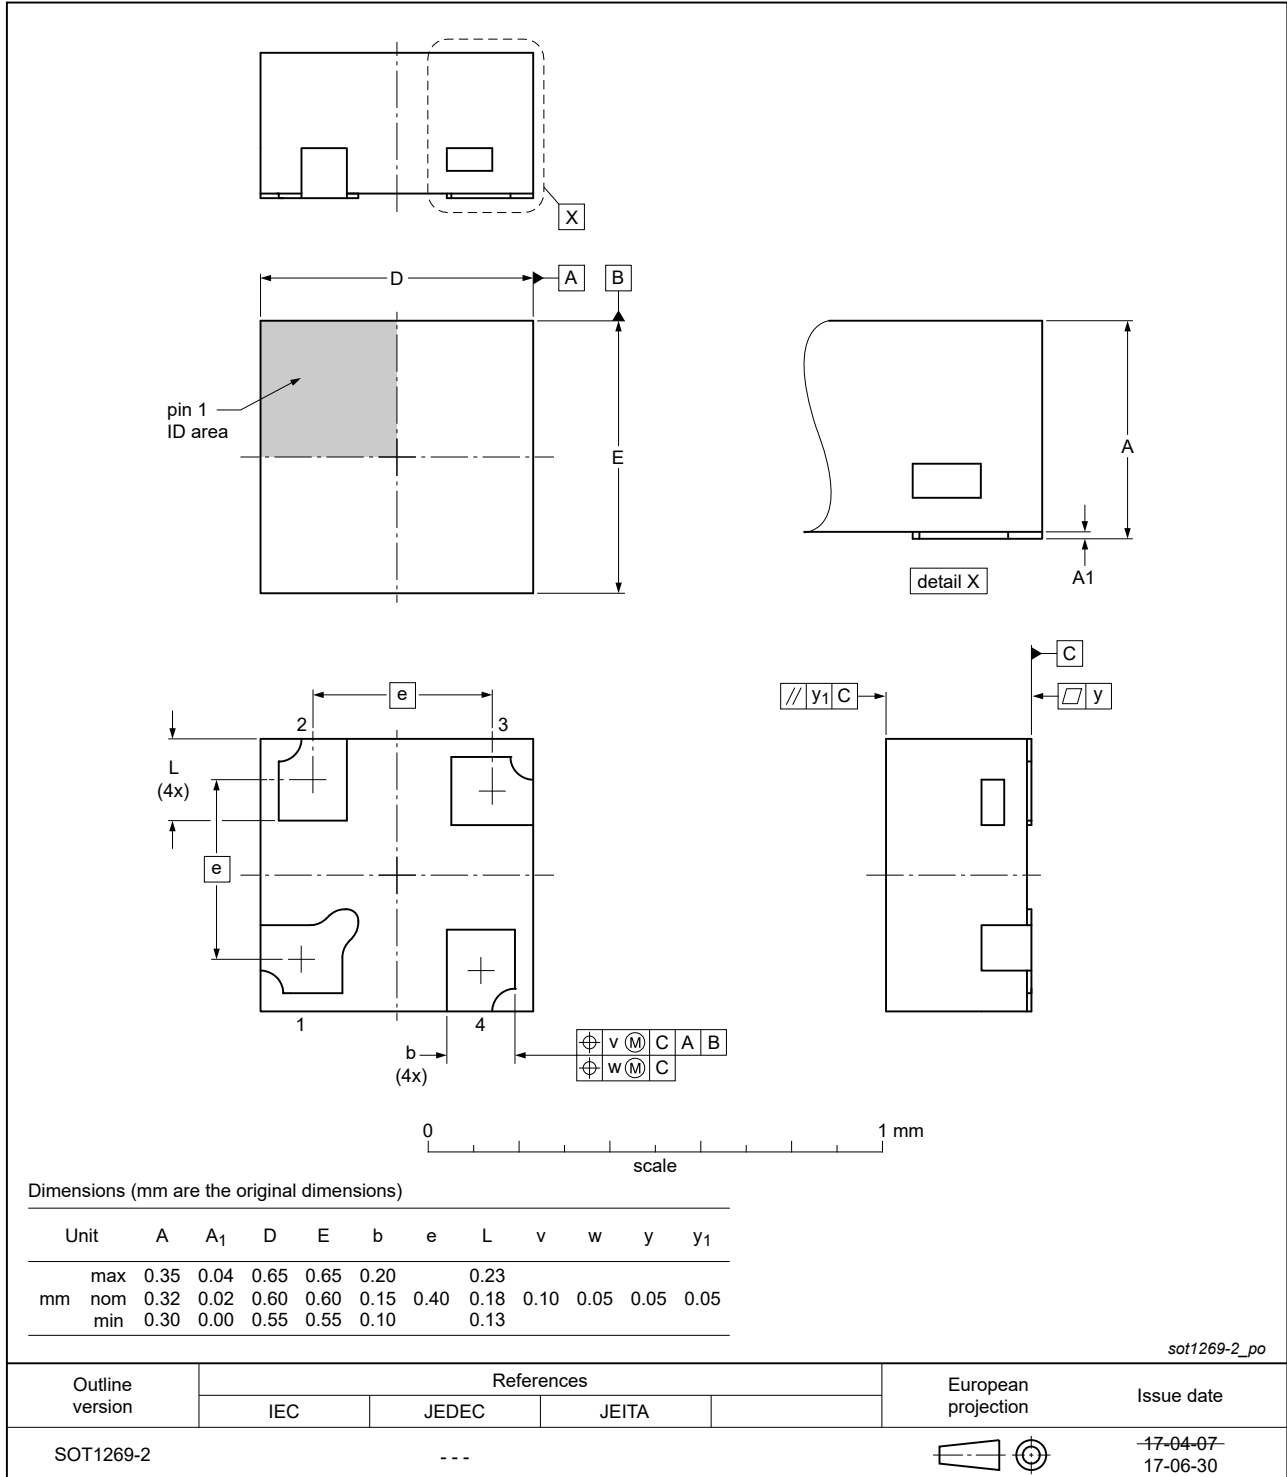 X
D
A
B
pin 1
ID area
E
A
A1
detail X
C
// y1 C
y
e
2
3
L
(4x)
e
1
4
b
(4x)
⌖ v Ⓜ C A B
⌖ w Ⓜ C
0
1 mm
scale
Dimensions (mm are the original dimensions)
Unit A A1 D E b e L v w y y1
max 0.35 0.04 0.65 0.65 0.20 0.23
mm nom 0.32 0.02 0.60 0.60 0.15 0.40 0.18 0.10 0.05 0.05 0.05
min 0.30 0.00 0.55 0.55 0.10 0.13
sot1269-2_po
Outline version
References
IEC JEDEC JEITA
European projection
Issue date
SOT1269-2
- - -
17-04-07
17-06-30